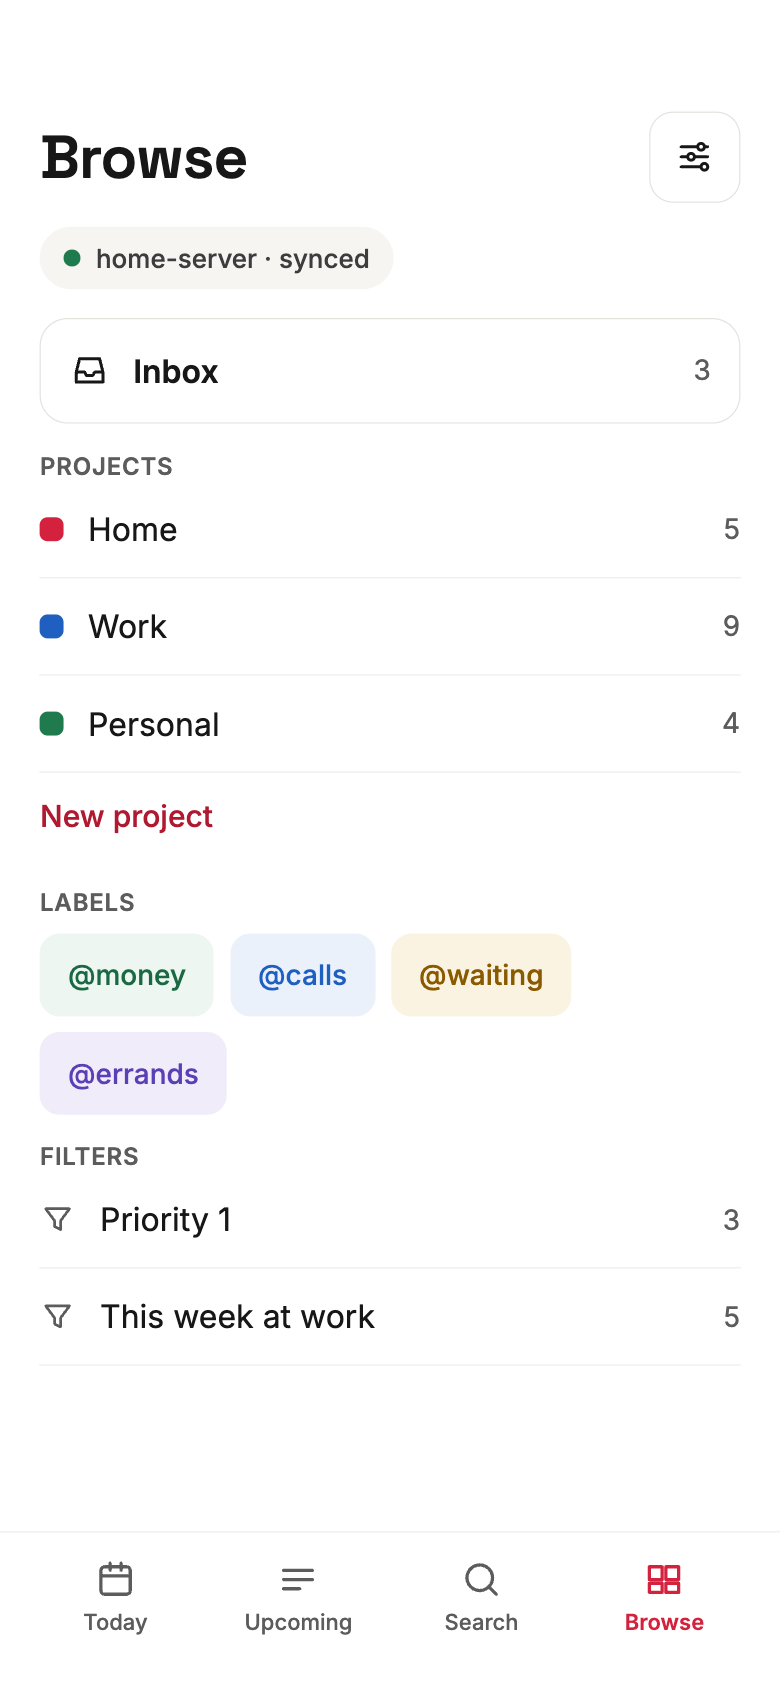 Browse
home-server · synced
Inbox 3
PROJECTS
Home 5
Work 9
Personal 4
New project
LABELS
@money @calls @waiting
@errands
FILTERS
Priority 1 3
This week at work 5
Today Upcoming Search Browse